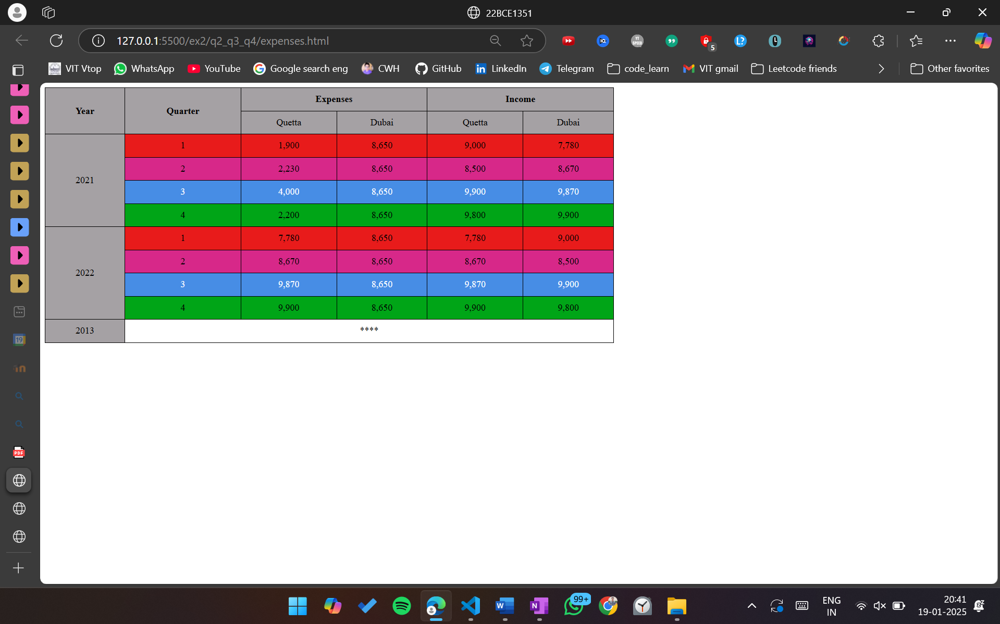 22BCE1351
127.0.0.1:5500/ex2/q2_q3_q4/expenses.html
YT SPEED
5
L?
VIT Vtop WhatsApp YouTube Google search eng CWH GitHub LinkedIn Telegram code_learn VIT gmail Leetcode friends Other favorites
Year Quarter Expenses Income
Quetta Dubai Quetta Dubai
2021 1 1,900 8,650 9,000 7,780
2 2,230 8,650 8,500 8,670
3 4,000 8,650 9,900 9,870
4 2,200 8,650 9,800 9,900
2022 1 7,780 8,650 7,780 9,000
2 8,670 8,650 8,670 8,500
3 9,870 8,650 9,870 9,900
4 9,900 8,650 9,900 9,800
2013 ****
19
PDF
99+
ENG
IN
20:41
19-01-2025